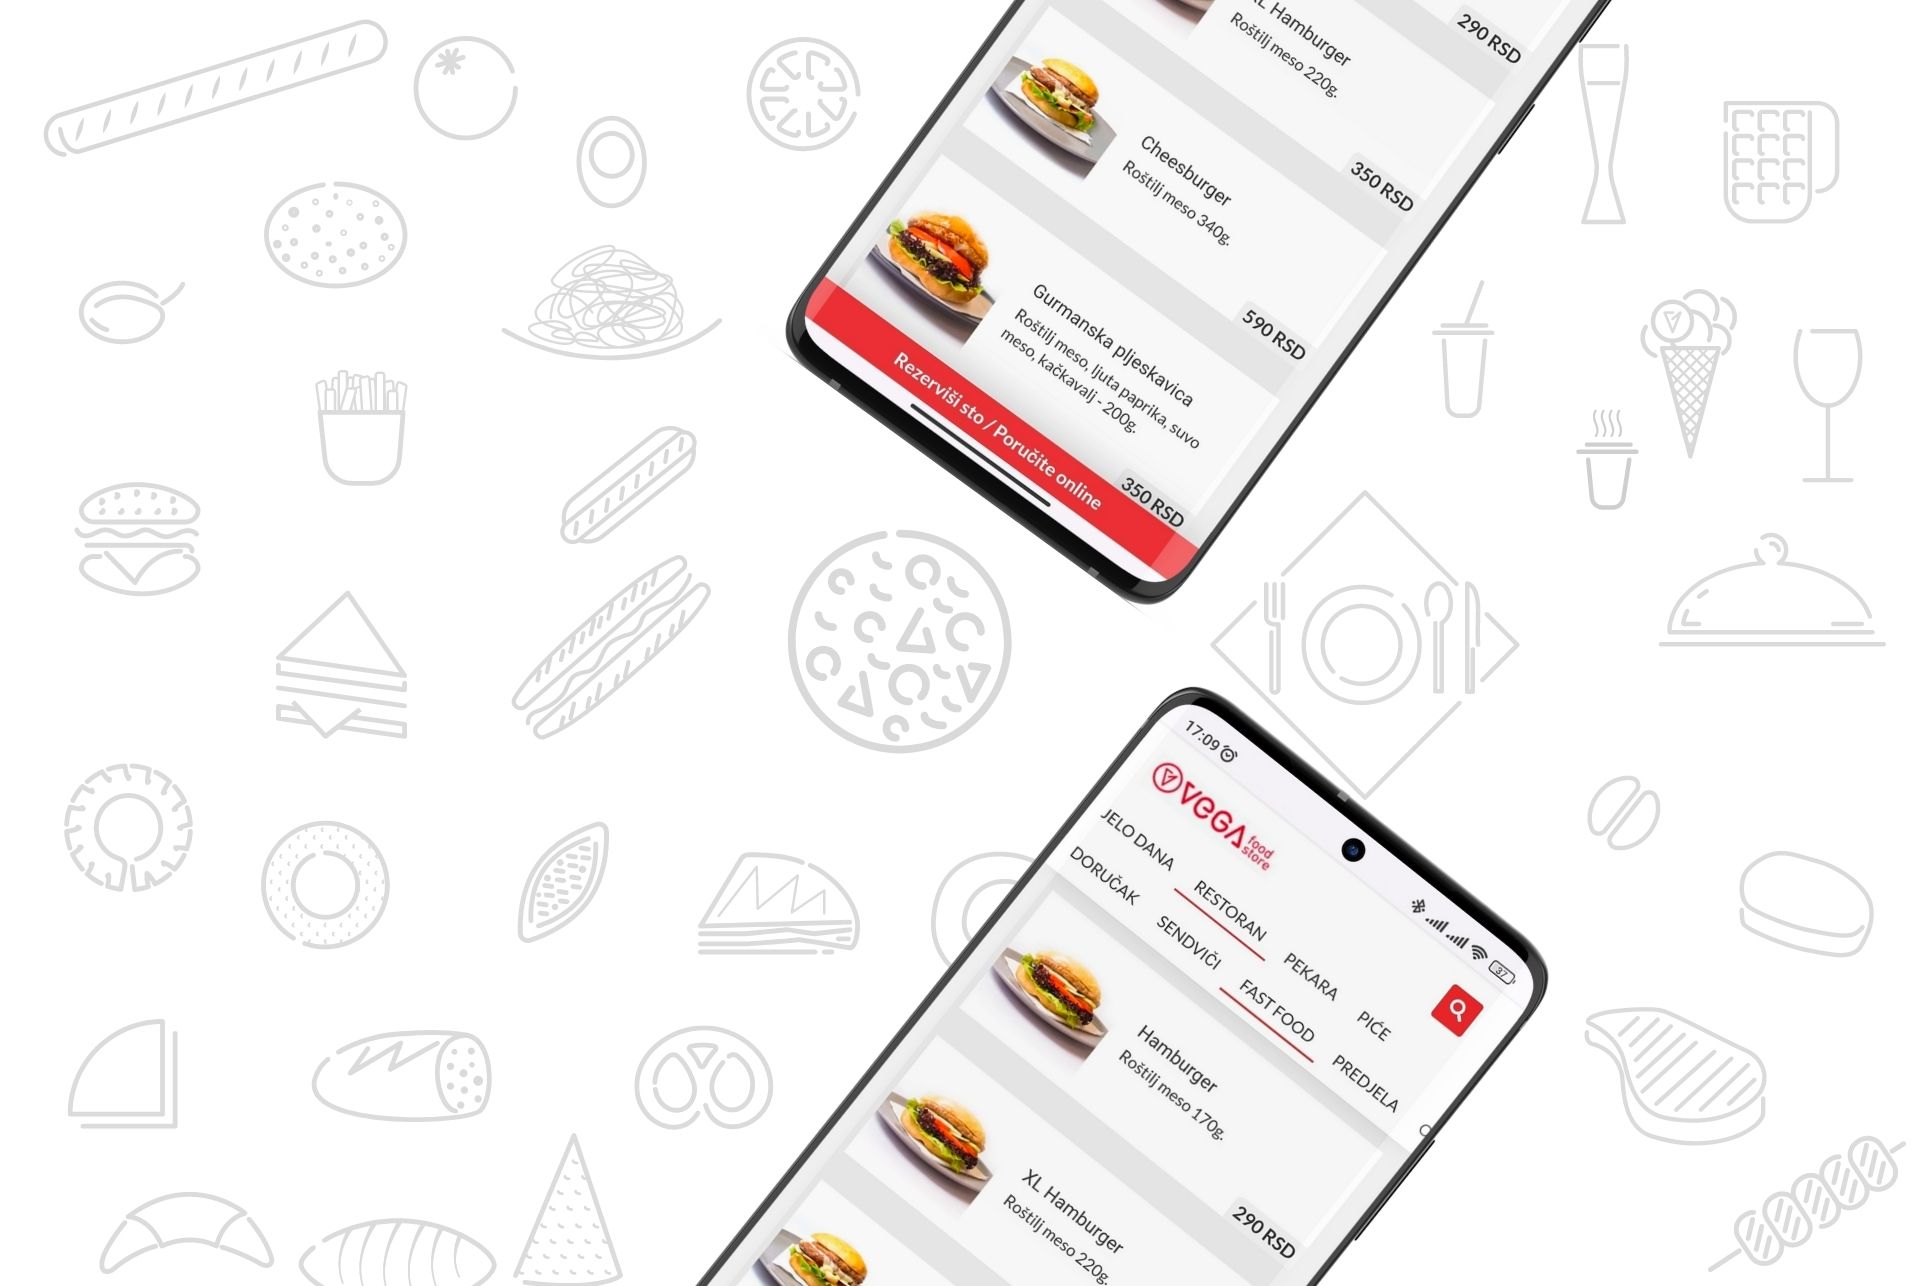 XL Hamburger
Roštilj meso 220g.
290 RSD
Cheesburger
Roštilj meso 340g.
350 RSD
Gurmanska pljeskavica
Roštilj meso, ljuta paprika, suvo
meso, kačkavalj - 200g.
590 RSD
350 RSD
Rezerviši sto / Poručite online
17:09
37
VEGA
food
store
JELO DANA
RESTORAN
PEKARA
PIĆE
DORUČAK
SENDVIČI
FAST FOOD
PREDJELA
Hamburger
Roštilj meso 170g.
290 RSD
XL Hamburger
Roštilj meso 220g.